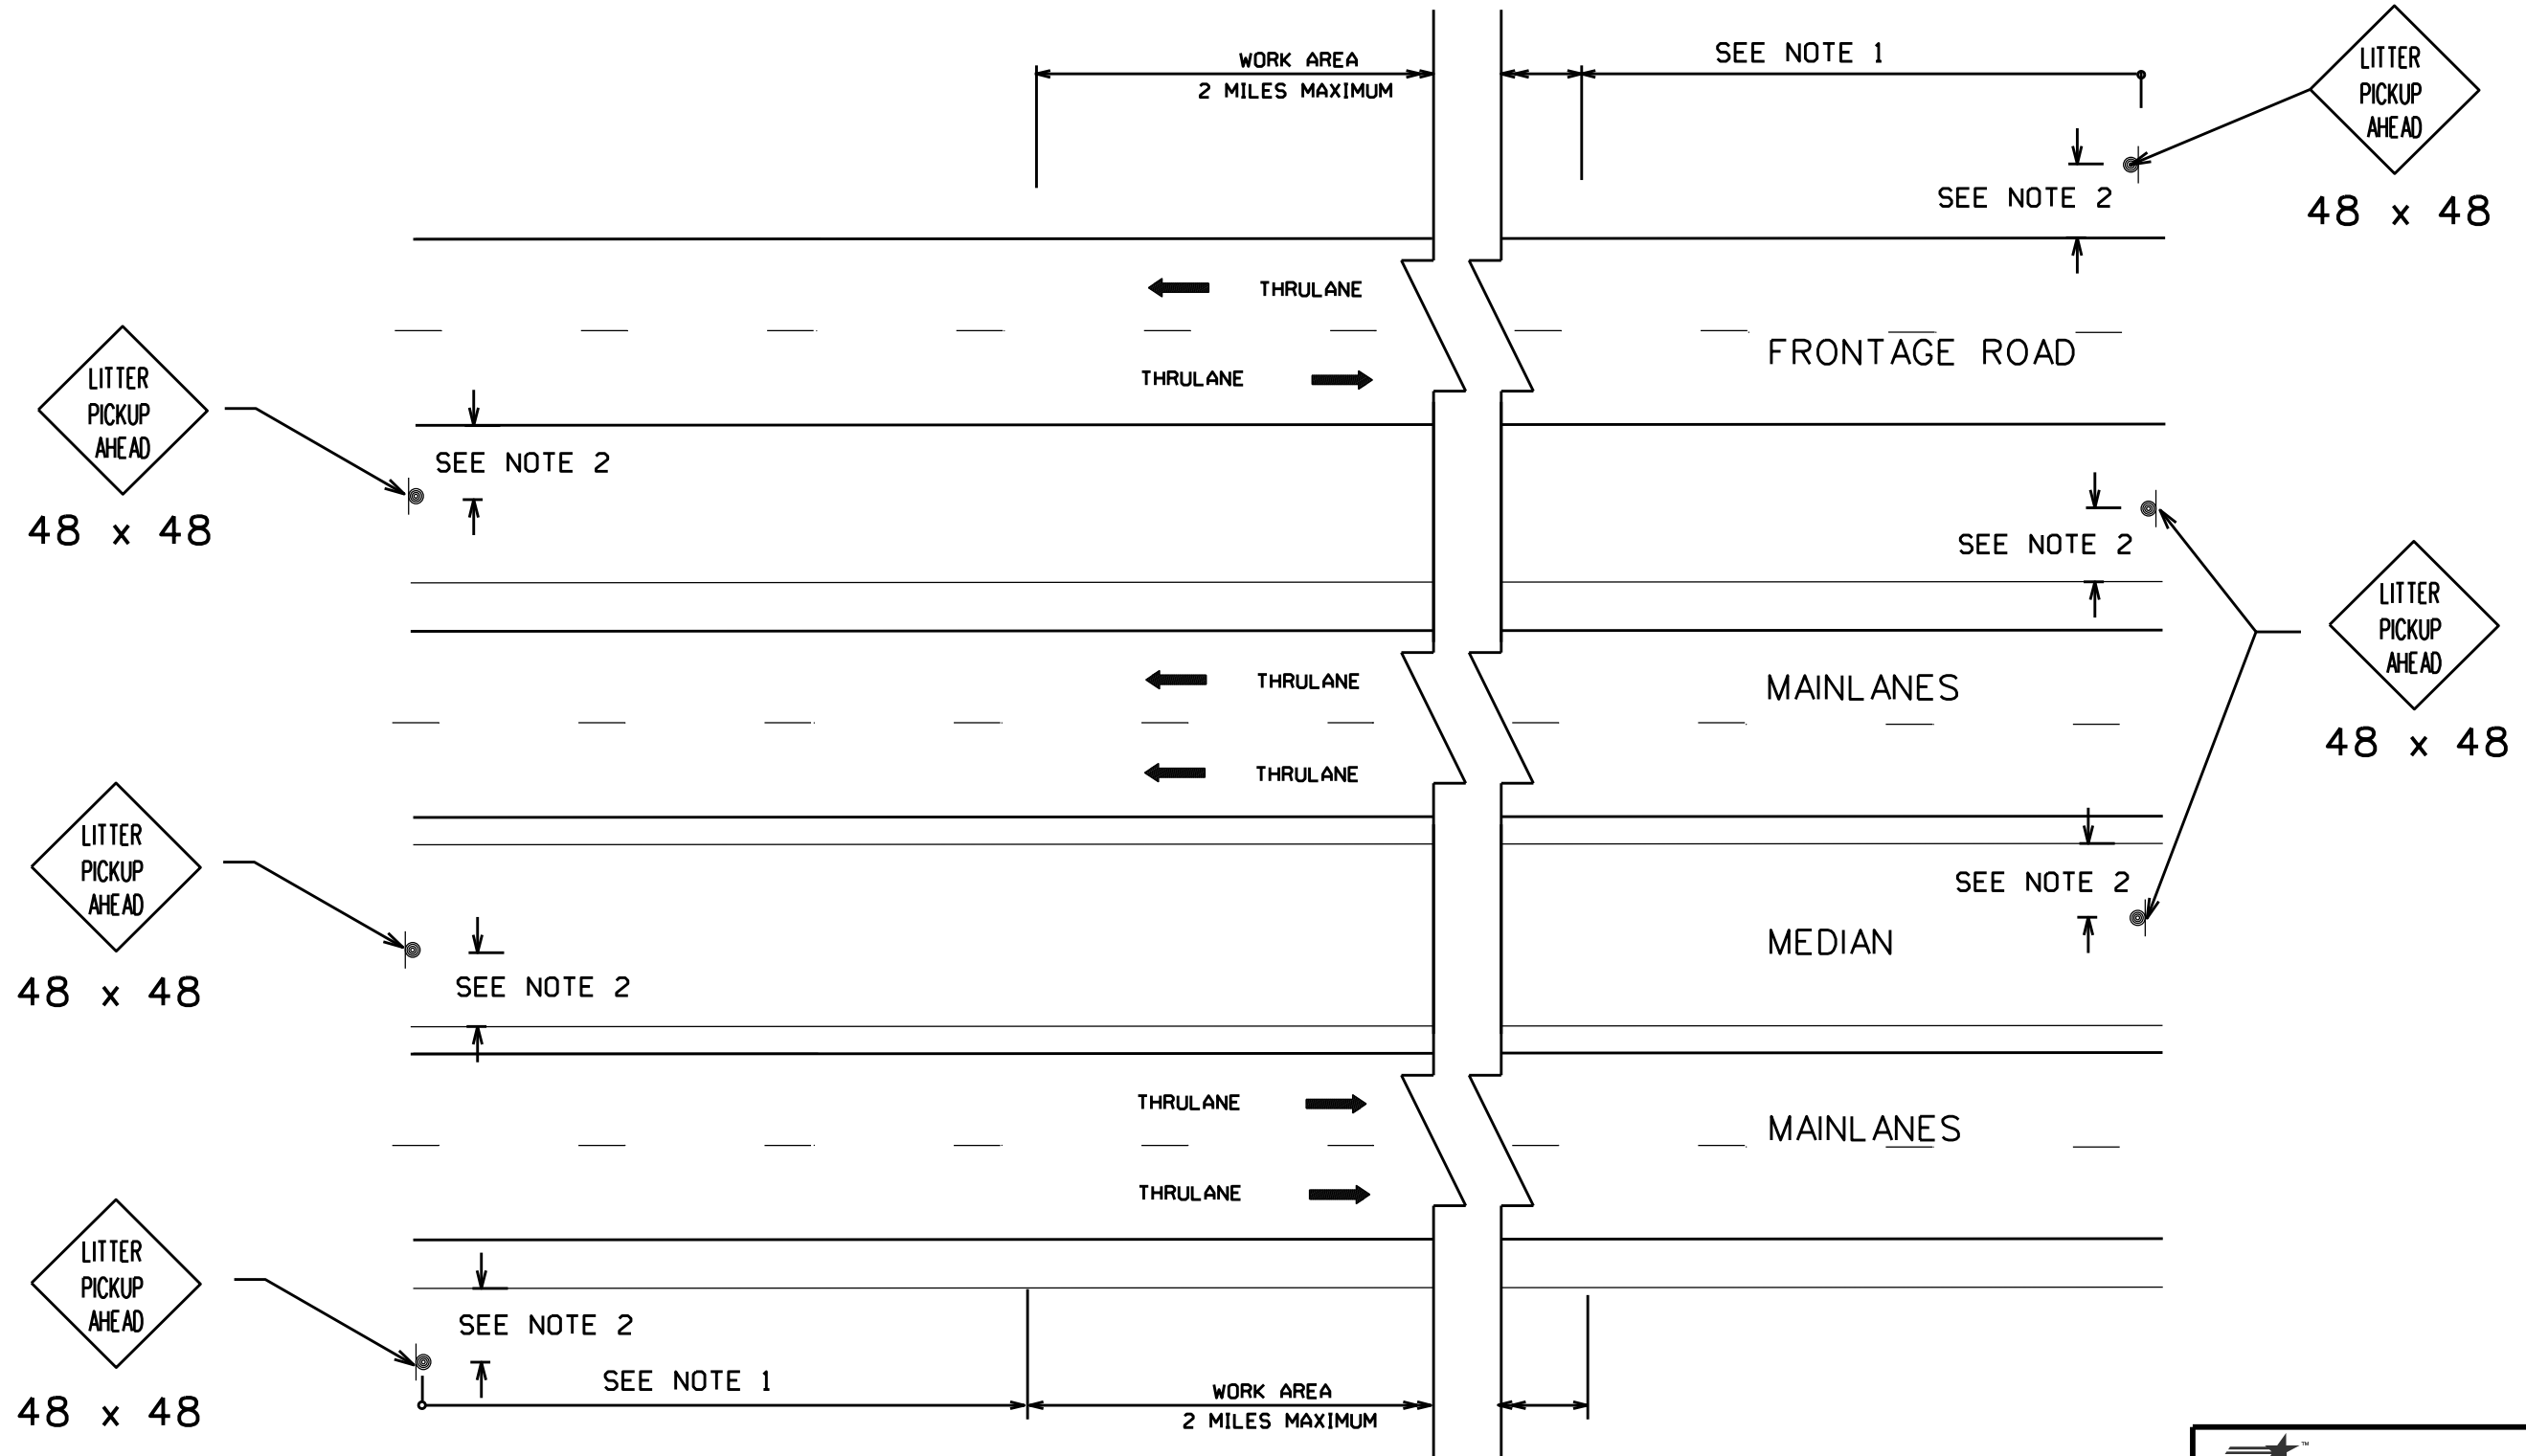 WORK AREA
2 MILES MAXIMUM
SEE NOTE 1
LITTER
PICKUP
AHEAD
48 x 48
SEE NOTE 2
THRULANE
FRONTAGE ROAD
THRULANE
LITTER
PICKUP
AHEAD
48 x 48
SEE NOTE 2
SEE NOTE 2
LITTER
PICKUP
AHEAD
48 x 48
THRULANE
MAINLANES
THRULANE
LITTER
PICKUP
AHEAD
48 x 48
SEE NOTE 2
MEDIAN
SEE NOTE 2
THRULANE
MAINLANES
THRULANE
LITTER
PICKUP
AHEAD
48 x 48
SEE NOTE 2
SEE NOTE 1
WORK AREA
2 MILES MAXIMUM
™